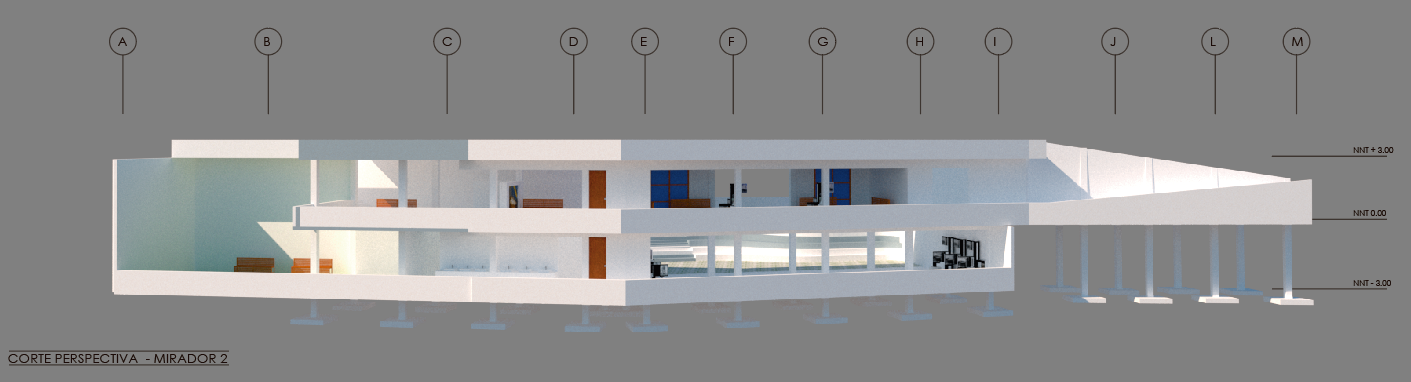 A B C D E F G H I J L M
NNT + 3.00
NNT 0.00
NNT - 3.00
CORTE PERSPECTIVA - MIRADOR 2